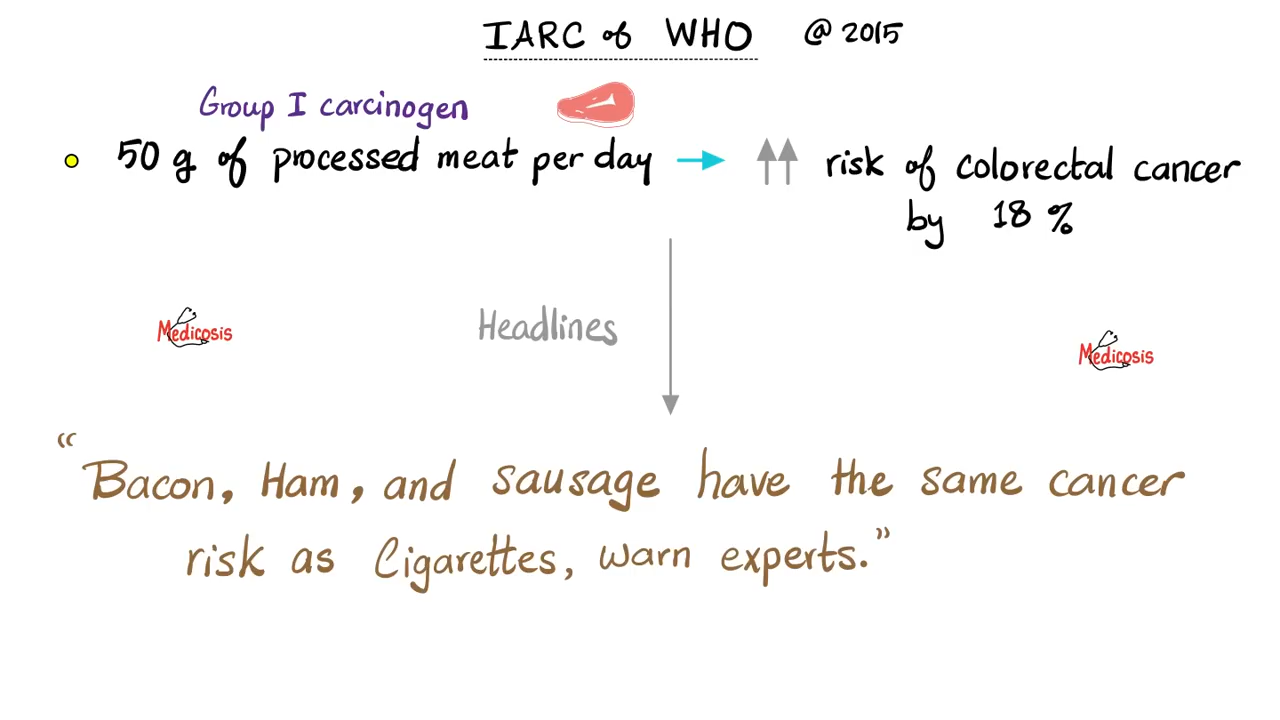 IARC of WHO @ 2015
Group I carcinogen
• 50 g of processed meat per day → ↑↑ risk of colorectal cancer
by 18 %
Headlines
Medicosis
Medicosis
“Bacon, Ham, and sausage have the same cancer
risk as Cigarettes, warn experts.”